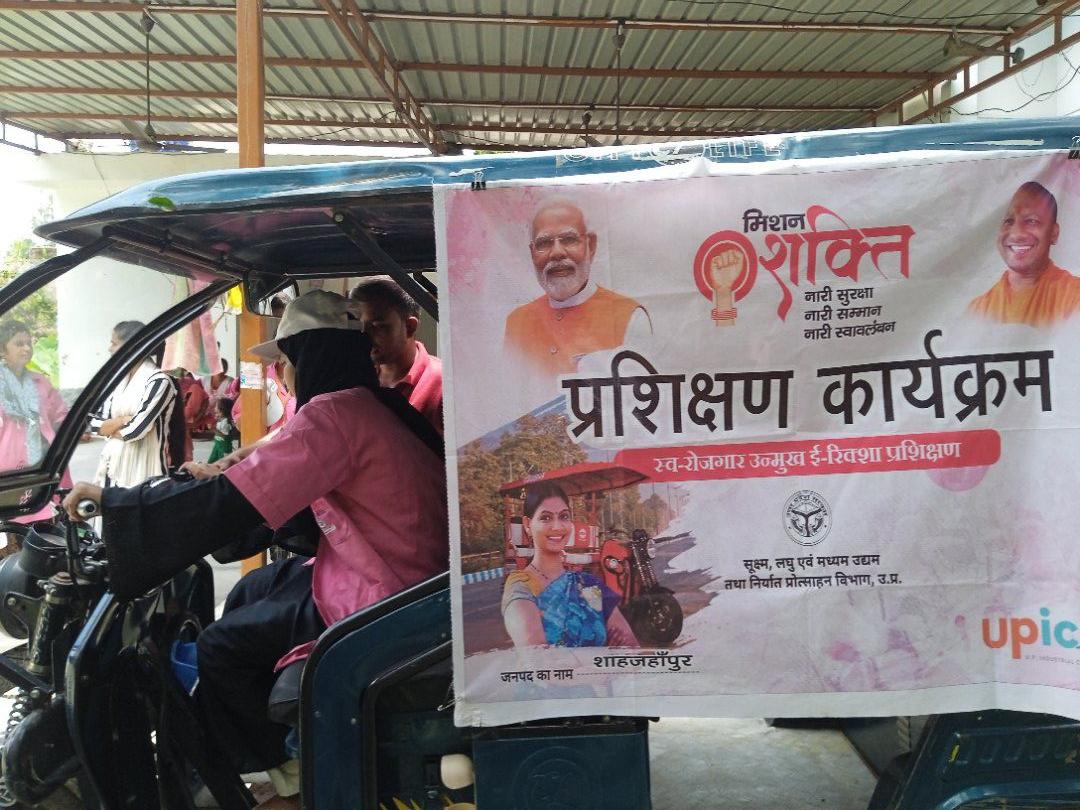 मिशन
शक्ति
नारी सुरक्षा
नारी सम्मान
नारी स्वावलंबन
प्रशिक्षण कार्यक्रम
स्व-रोजगार उन्मुख ई-रिक्शा प्रशिक्षण
सूक्ष्म, लघु एवं मध्यम उद्यम
तथा निर्यात प्रोत्साहन विभाग, उ.प्र.
upic
U.P. INDUSTRIAL
जनपद का नाम शाहजहाँपुर